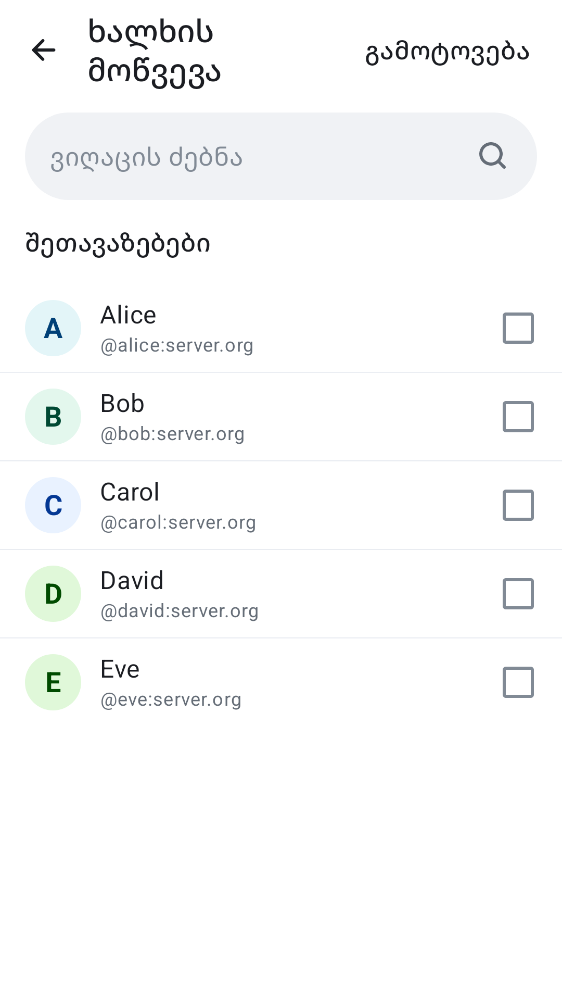 ხალხის
მოწვევა
გამოტოვება
ვიღაცის ძებნა
შეთავაზებები
A
Alice
@alice:server.org
B
Bob
@bob:server.org
C
Carol
@carol:server.org
D
David
@david:server.org
E
Eve
@eve:server.org